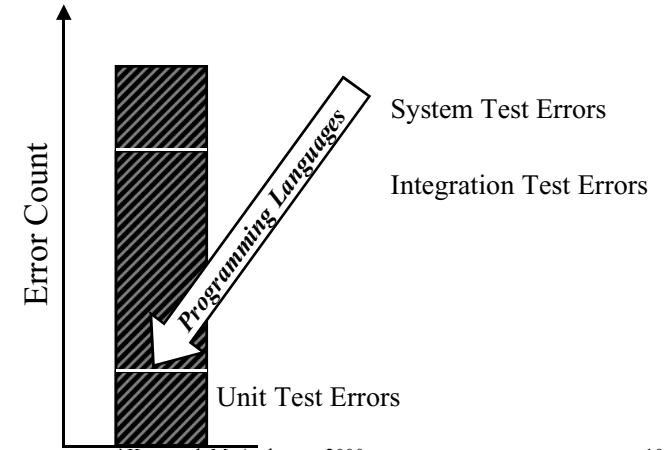 System Test Errors
Integration Test Errors
Programming Languages
Error Count
Unit Test Errors